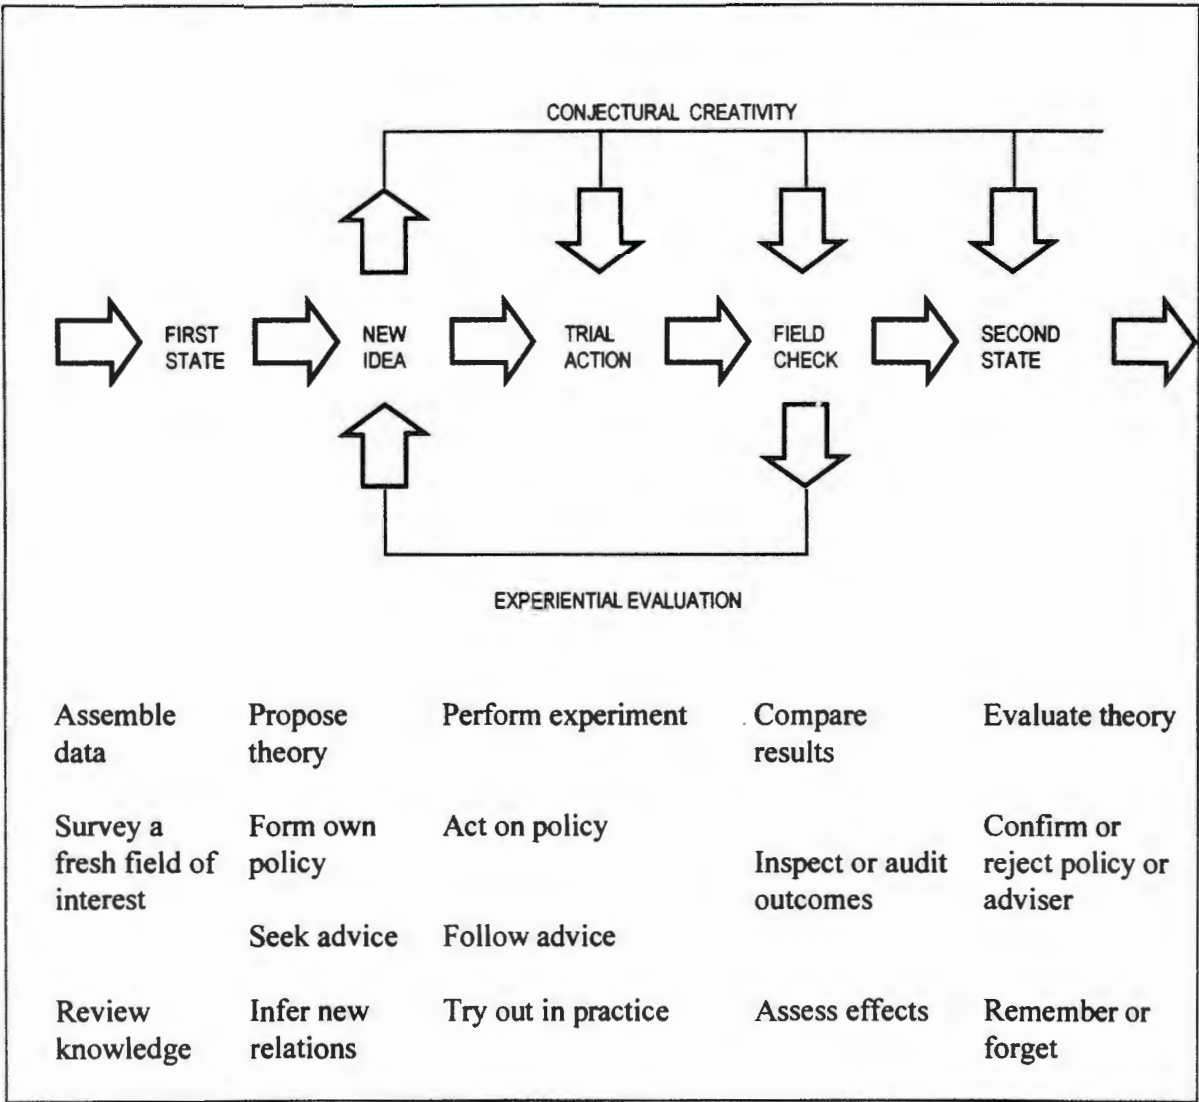 CONJECTURAL CREATIVITY
FIRST
STATE
NEW
IDEA
TRIAL
ACTION
FIELD
CHECK
SECOND
STATE
EXPERIENTIAL EVALUATION
Assemble
data
Propose
theory
Perform experiment
Compare
results
Evaluate theory
Survey a
fresh field of
interest
Form own
policy
Act on policy
Inspect or audit
outcomes
Confirm or
reject policy or
adviser
Seek advice
Follow advice
Review
knowledge
Infer new
relations
Try out in practice
Assess effects
Remember or
forget